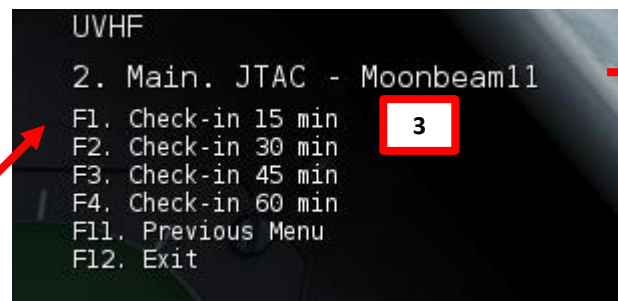 UVHF
2. Main. JTAC - Moonbeam11
F1. Check-in 15 min
3
F2. Check-in 30 min
F3. Check-in 45 min
F4. Check-in 60 min
F11. Previous Menu
F12. Exit